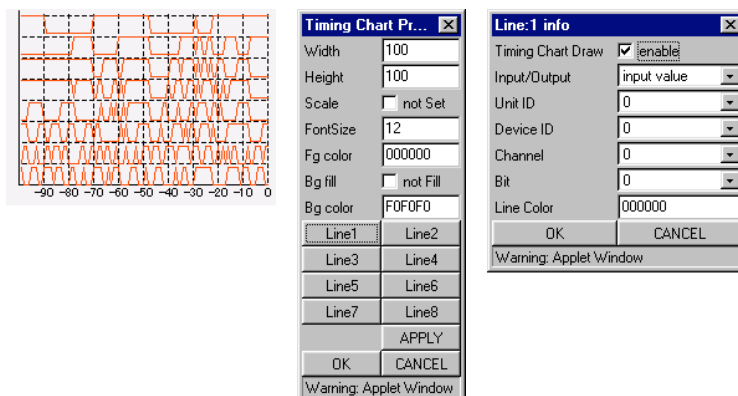 -90 -80 -70 -60 -50 -40 -30 -20 -10 0
Timing Chart Pr...
Width 100
Height 100
Scale not Set
FontSize 12
Fg color 000000
Bg fill not Fill
Bg color F0F0F0
Line1 Line2
Line3 Line4
Line5 Line6
Line7 Line8
APPLY
OK CANCEL
Warning: Applet Window
Line:1 info
Timing Chart Draw enable
Input/Output input value
Unit ID 0
Device ID 0
Channel 0
Bit 0
Line Color 000000
OK CANCEL
Warning: Applet Window